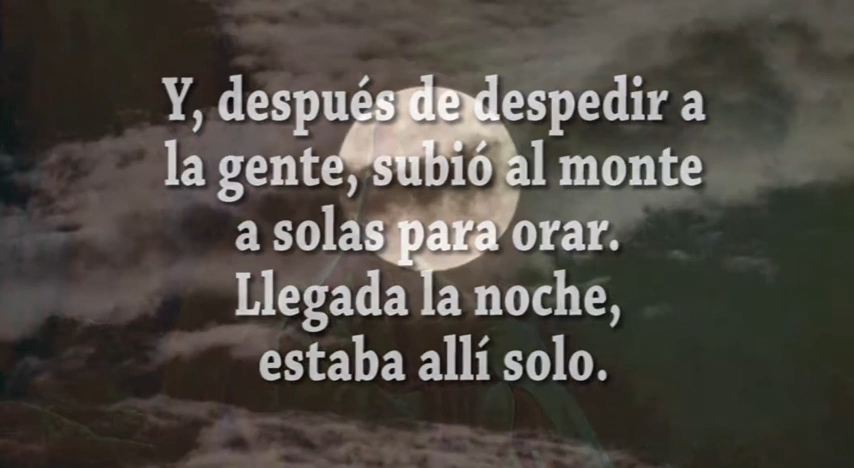 Y, después de despedir a
la gente, subió al monte
a solas para orar.
Llegada la noche,
estaba allí solo.